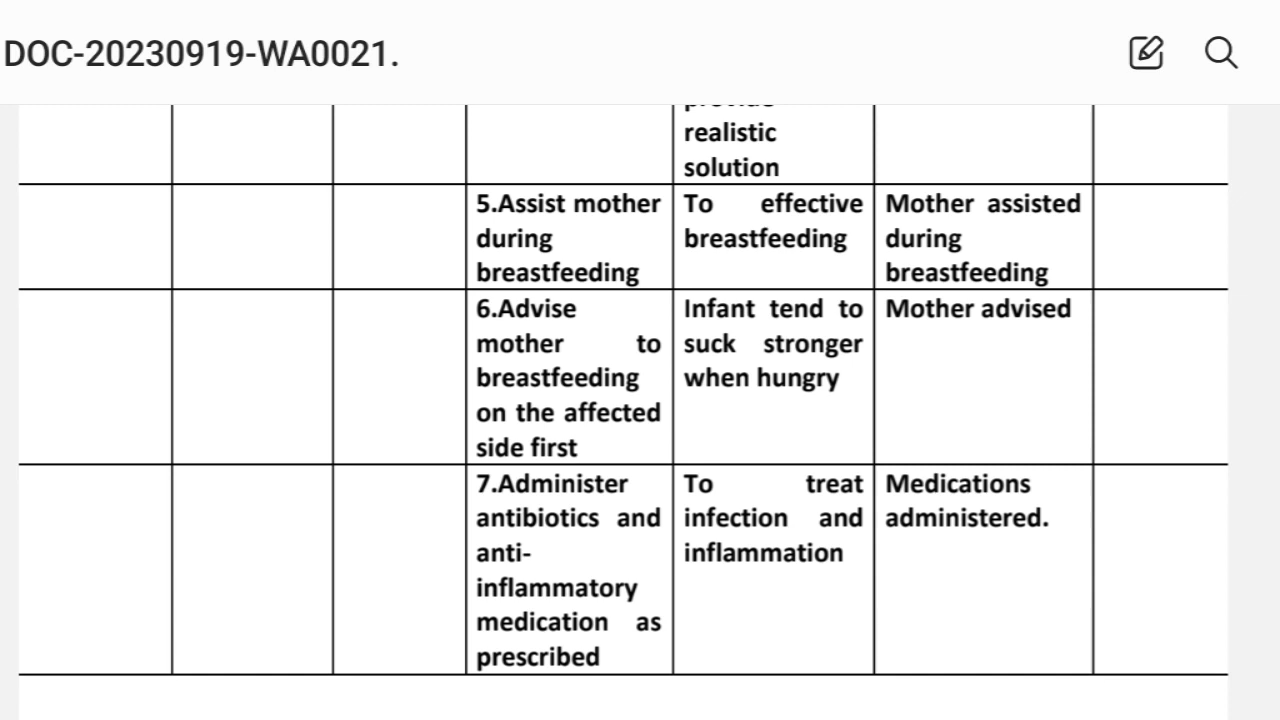 DOC-20230919-WA0021.
provide
realistic
solution
5.Assist mother
during
breastfeeding
To effective
breastfeeding
Mother assisted
during
breastfeeding
6.Advise
mother to
breastfeeding
on the affected
side first
Infant tend to
suck stronger
when hungry
Mother advised
7.Administer
antibiotics and
anti-
inflammatory
medication as
prescribed
To treat
infection and
inflammation
Medications
administered.